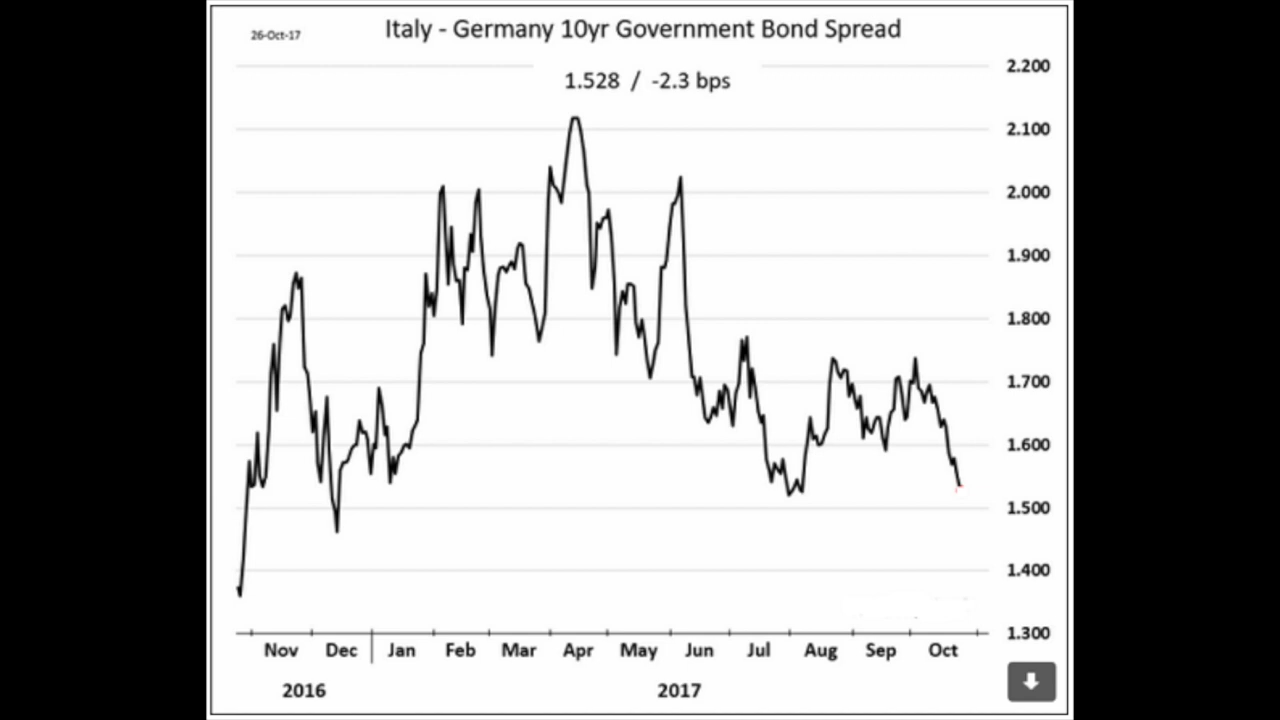 26-Oct-17
Italy - Germany 10yr Government Bond Spread
1.528 / -2.3 bps
2.200
2.100
2.000
1.900
1.800
1.700
1.600
1.500
1.400
1.300
Nov Dec Jan Feb Mar Apr May Jun Jul Aug Sep Oct
2016 2017